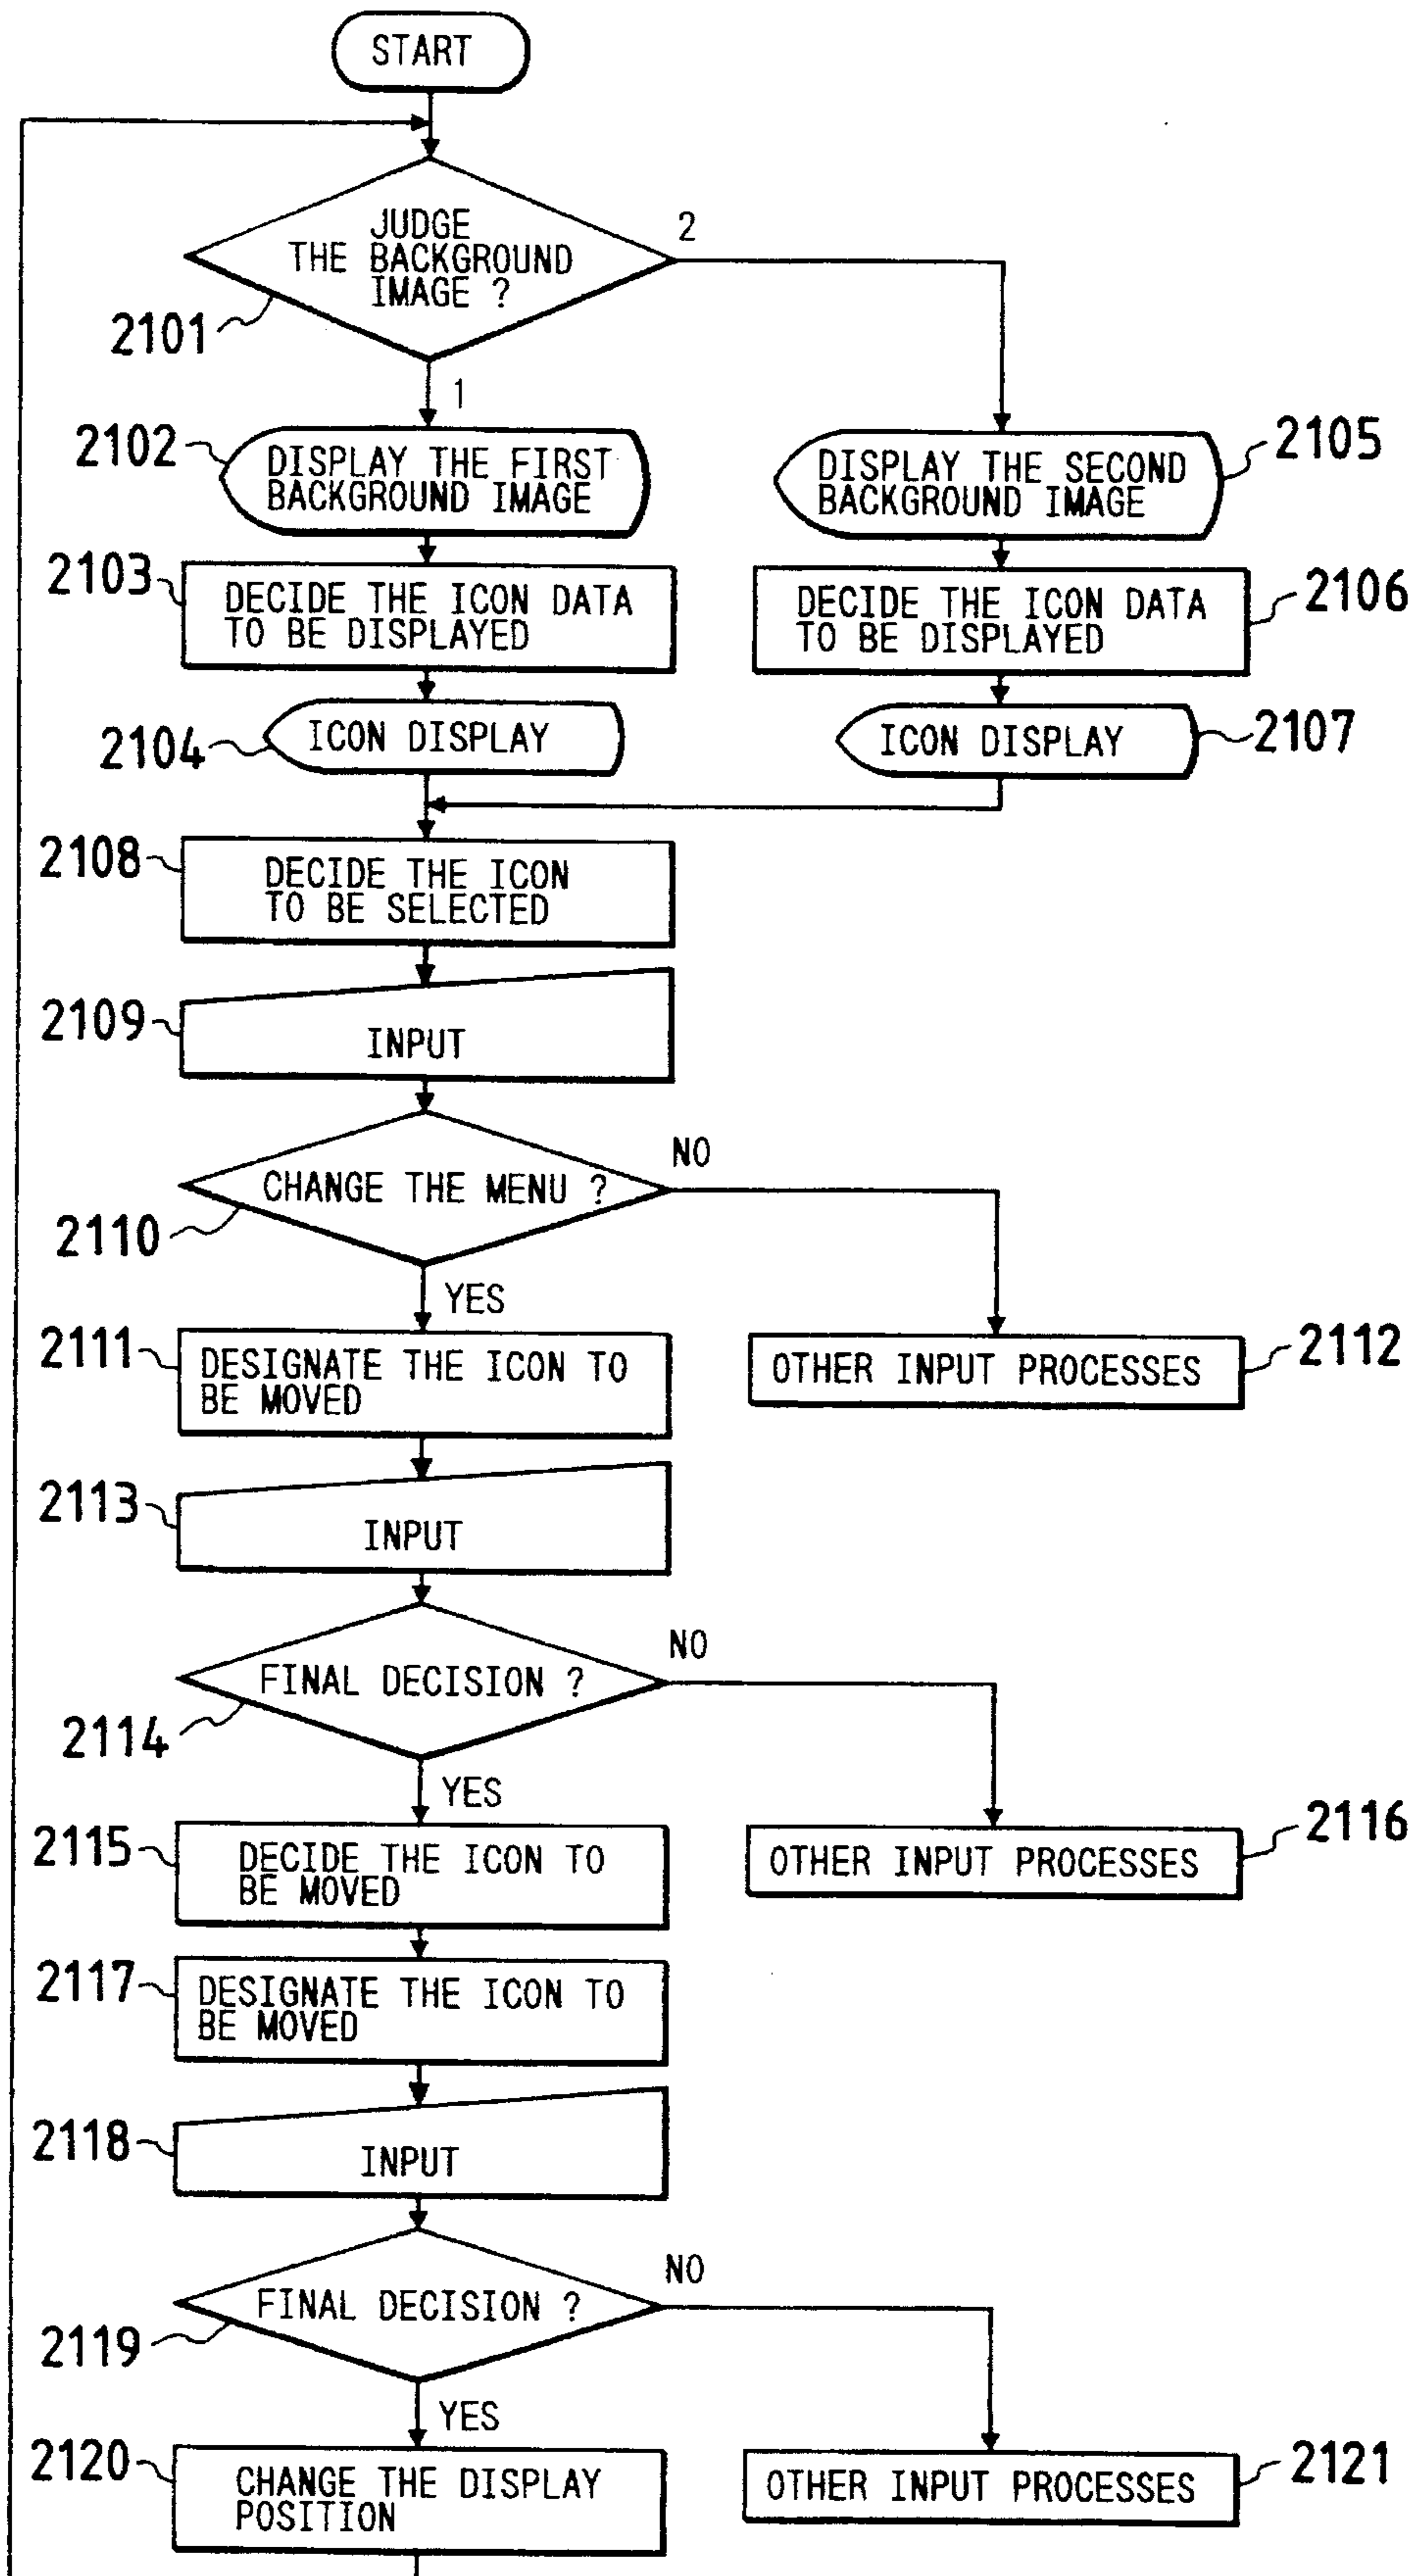 START
JUDGE
THE BACKGROUND
IMAGE ?
2
2101
1
2102
DISPLAY THE FIRST
BACKGROUND IMAGE
DISPLAY THE SECOND
BACKGROUND IMAGE
2105
2103
DECIDE THE ICON DATA
TO BE DISPLAYED
DECIDE THE ICON DATA
TO BE DISPLAYED
2106
2104
ICON DISPLAY
ICON DISPLAY
2107
2108
DECIDE THE ICON
TO BE SELECTED
2109
INPUT
CHANGE THE MENU ?
NO
2110
YES
2111
DESIGNATE THE ICON TO
BE MOVED
OTHER INPUT PROCESSES
2112
2113
INPUT
FINAL DECISION ?
NO
2114
YES
2115
DECIDE THE ICON TO
BE MOVED
OTHER INPUT PROCESSES
2116
2117
DESIGNATE THE ICON TO
BE MOVED
2118
INPUT
FINAL DECISION ?
NO
2119
YES
2120
CHANGE THE DISPLAY
POSITION
OTHER INPUT PROCESSES
2121